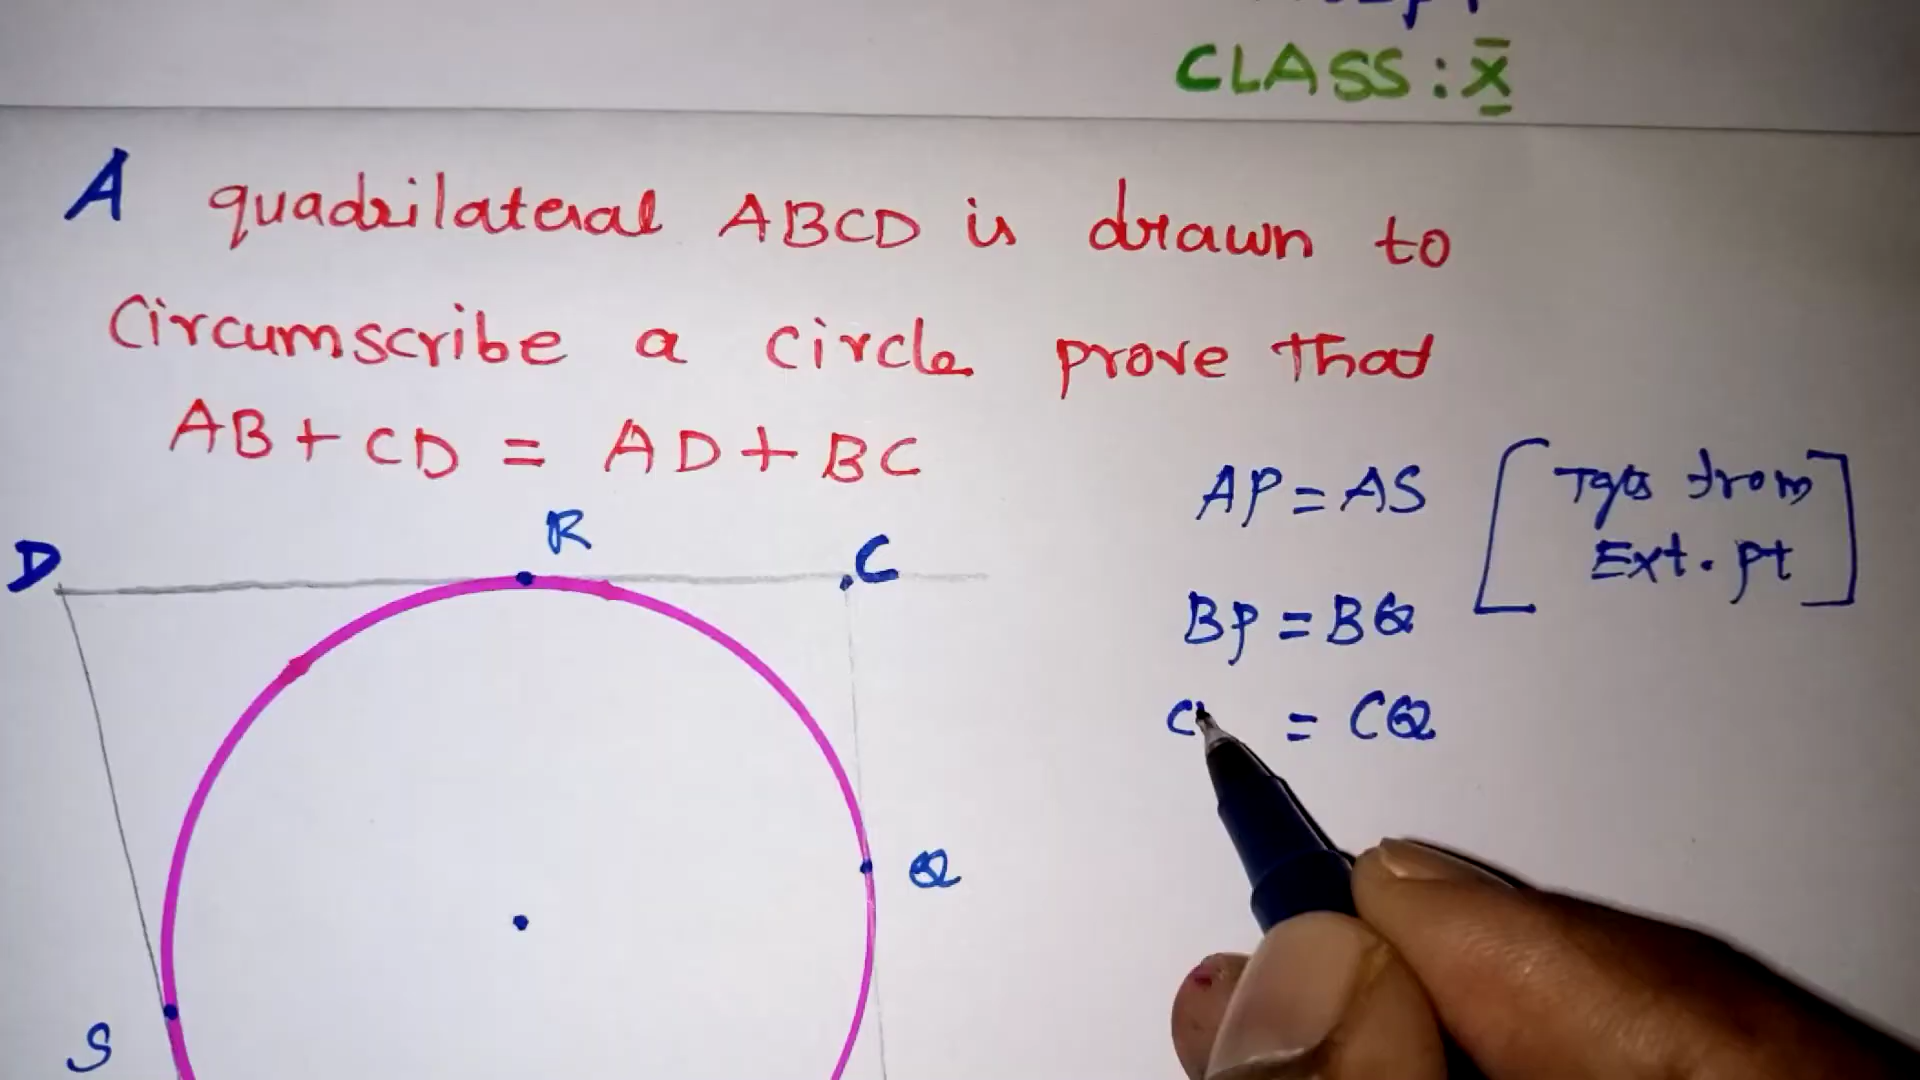 CLASS: X
A quadrilateral ABCD is drawn to
Circumscribe a circle prove that
AB + CD = AD + BC
AP = AS [Tgts from
Ext. pt]
BP = BQ
C = CQ
R
D
C
Q
S